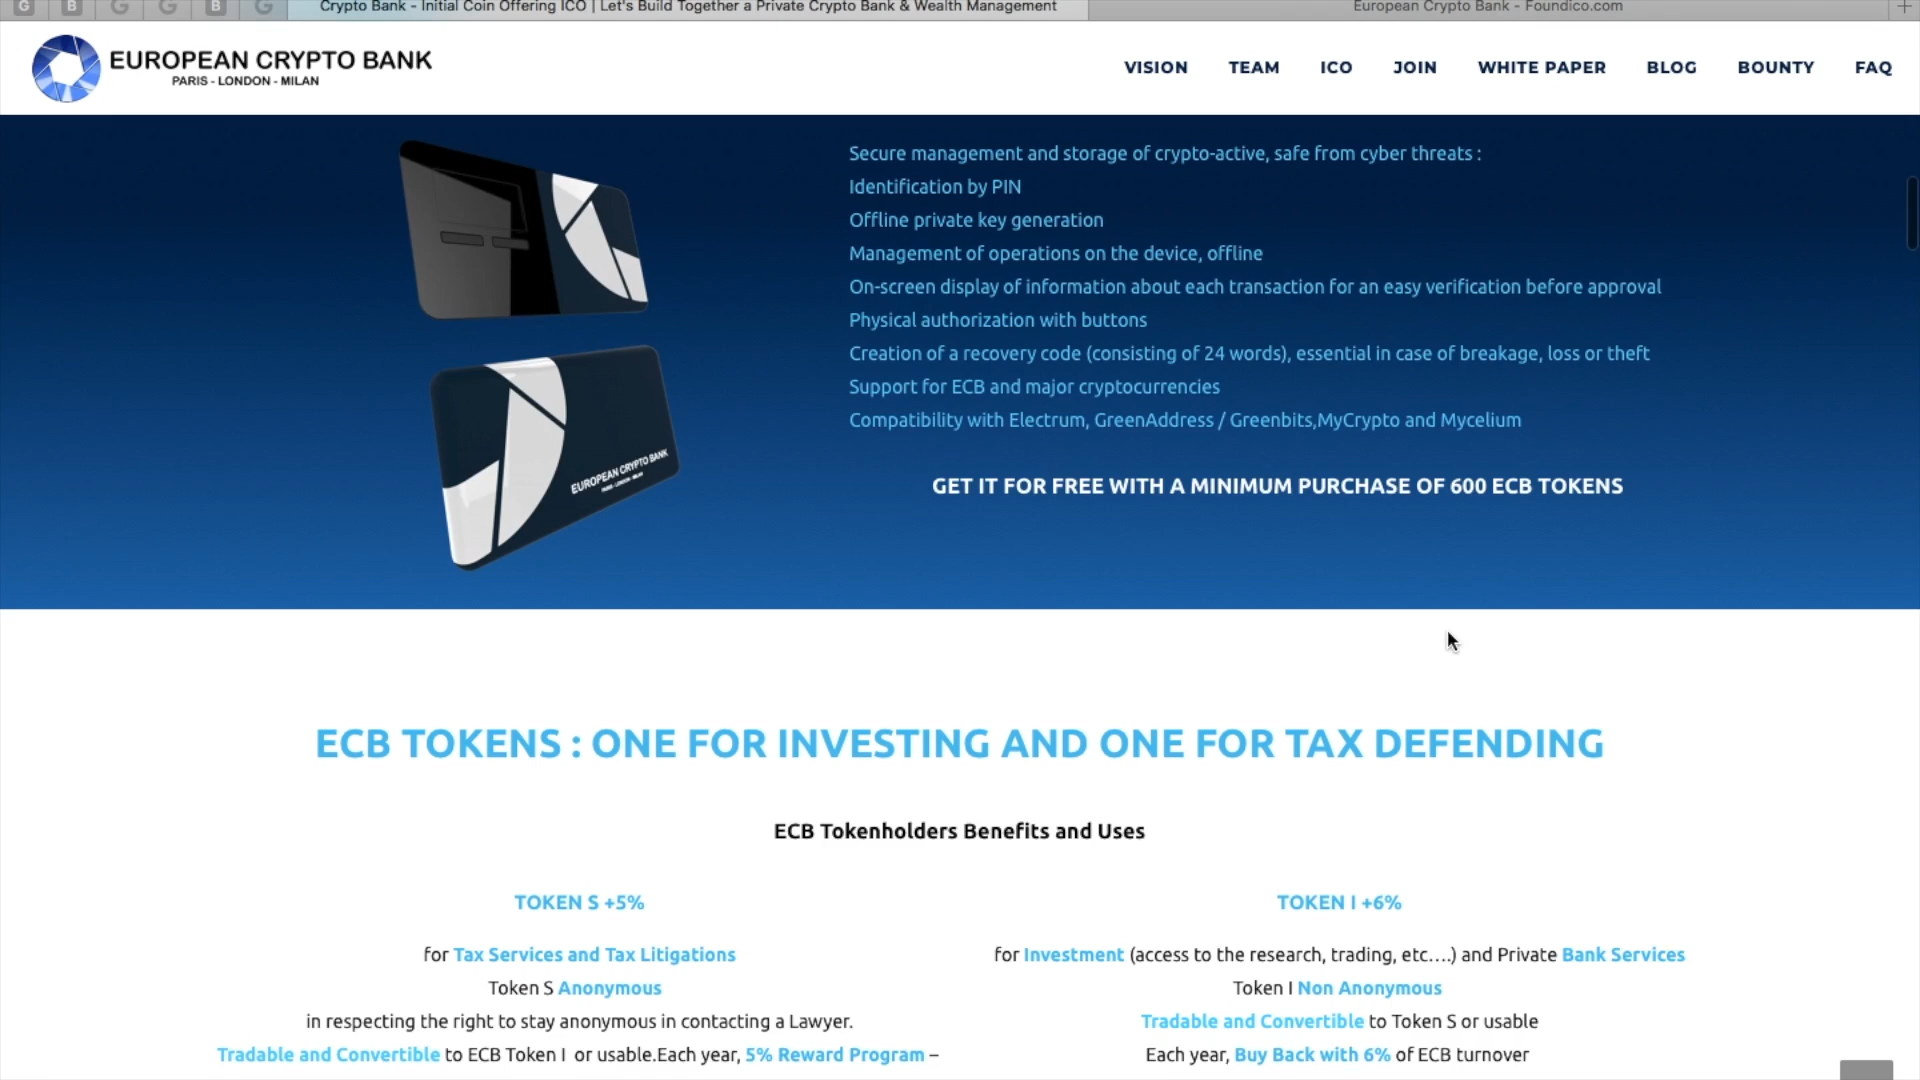 G B G G B G
Crypto Bank - Initial Coin Offering ICO | Let's Build Together a Private Crypto Bank & Wealth Management
European Crypto Bank - Foundico.com
EUROPEAN CRYPTO BANK
PARIS - LONDON - MILAN
VISION TEAM ICO JOIN WHITE PAPER BLOG BOUNTY FAQ
Secure management and storage of crypto-active, safe from cyber threats :
Identification by PIN
Offline private key generation
Management of operations on the device, offline
On-screen display of information about each transaction for an easy verification before approval
Physical authorization with buttons
Creation of a recovery code (consisting of 24 words), essential in case of breakage, loss or theft
Support for ECB and major cryptocurrencies
Compatibility with Electrum, GreenAddress / Greenbits,MyCrypto and Mycelium
EUROPEAN CRYPTO BANK
PARIS - LONDON - MILAN
GET IT FOR FREE WITH A MINIMUM PURCHASE OF 600 ECB TOKENS
ECB TOKENS : ONE FOR INVESTING AND ONE FOR TAX DEFENDING
ECB Tokenholders Benefits and Uses
TOKEN S +5%
for Tax Services and Tax Litigations
Token S Anonymous
in respecting the right to stay anonymous in contacting a Lawyer.
Tradable and Convertible to ECB Token I or usable.Each year, 5% Reward Program –
TOKEN I +6%
for Investment (access to the research, trading, etc….) and Private Bank Services
Token I Non Anonymous
Tradable and Convertible to Token S or usable
Each year, Buy Back with 6% of ECB turnover